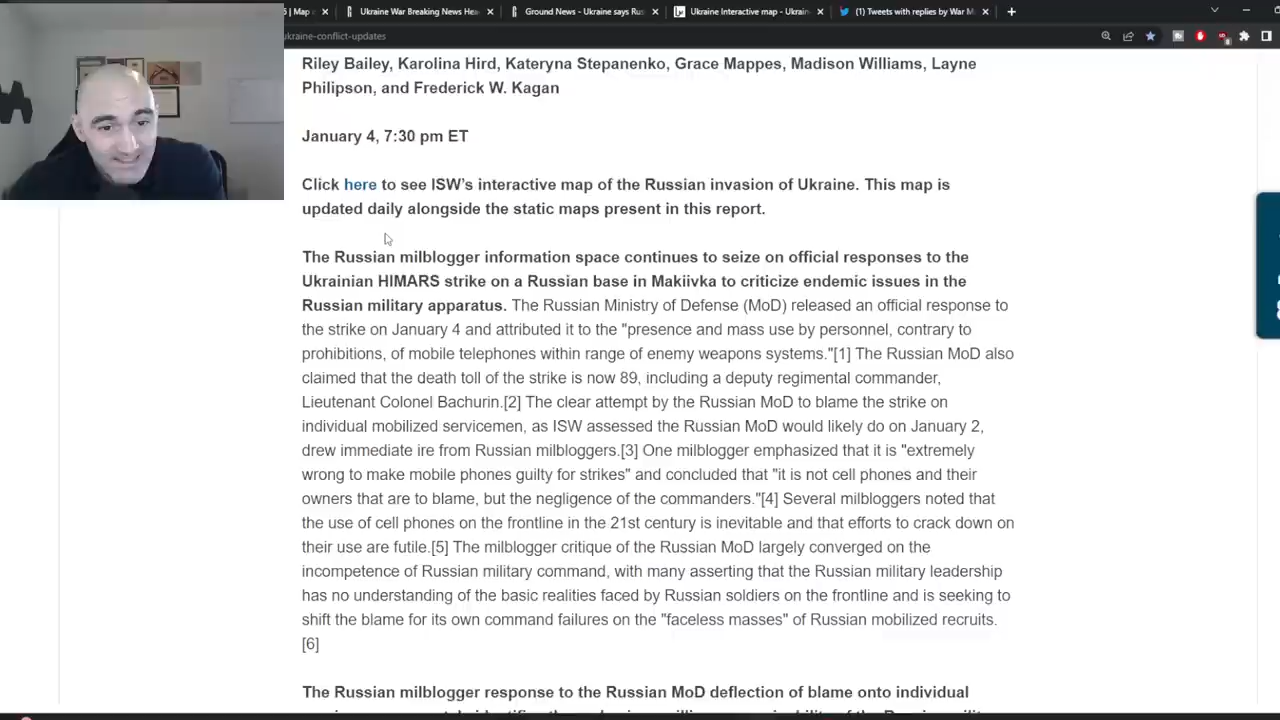 5 | Map o
Ukraine War Breaking News Hea
Ground News - Ukraine says Rus
Ukraine Interactive map - Ukrain
(1) Tweets with replies by War M
ukraine-conflict-updates
Riley Bailey, Karolina Hird, Kateryna Stepanenko, Grace Mappes, Madison Williams, Layne
Philipson, and Frederick W. Kagan
January 4, 7:30 pm ET
Click here to see ISW's interactive map of the Russian invasion of Ukraine. This map is
updated daily alongside the static maps present in this report.
The Russian milblogger information space continues to seize on official responses to the
Ukrainian HIMARS strike on a Russian base in Makiivka to criticize endemic issues in the
Russian military apparatus. The Russian Ministry of Defense (MoD) released an official response to
the strike on January 4 and attributed it to the "presence and mass use by personnel, contrary to
prohibitions, of mobile telephones within range of enemy weapons systems."[1] The Russian MoD also
claimed that the death toll of the strike is now 89, including a deputy regimental commander,
Lieutenant Colonel Bachurin.[2] The clear attempt by the Russian MoD to blame the strike on
individual mobilized servicemen, as ISW assessed the Russian MoD would likely do on January 2,
drew immediate ire from Russian milbloggers.[3] One milblogger emphasized that it is "extremely
wrong to make mobile phones guilty for strikes" and concluded that "it is not cell phones and their
owners that are to blame, but the negligence of the commanders."[4] Several milbloggers noted that
the use of cell phones on the frontline in the 21st century is inevitable and that efforts to crack down on
their use are futile.[5] The milblogger critique of the Russian MoD largely converged on the
incompetence of Russian military command, with many asserting that the Russian military leadership
has no understanding of the basic realities faced by Russian soldiers on the frontline and is seeking to
shift the blame for its own command failures on the "faceless masses" of Russian mobilized recruits.
[6]
The Russian milblogger response to the Russian MoD deflection of blame onto individual